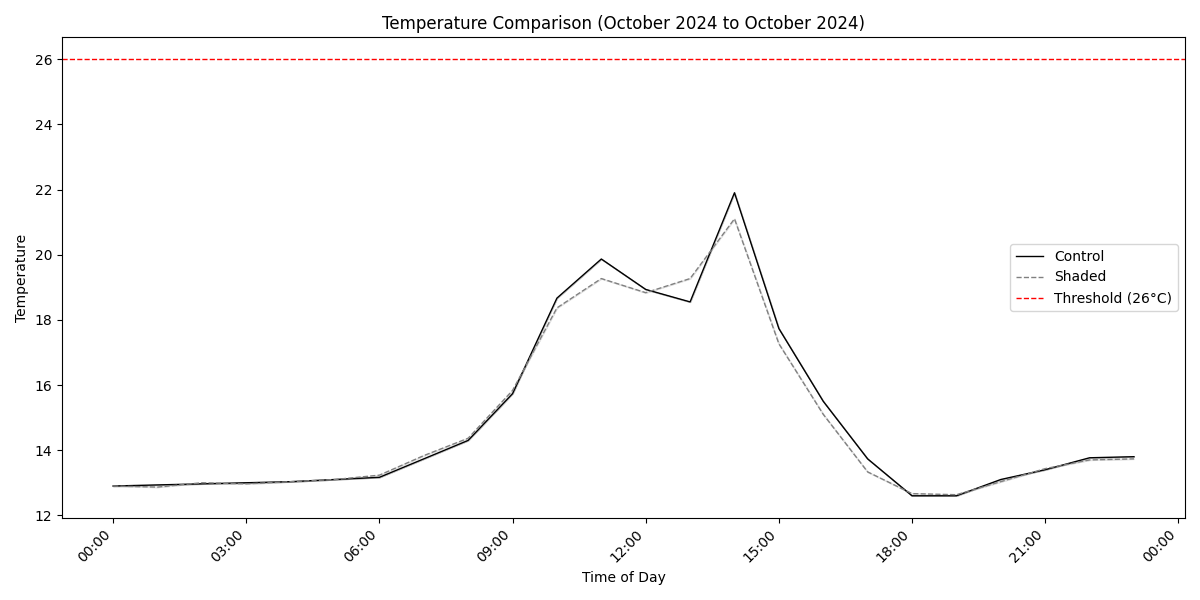 Temperature Comparison (October 2024 to October 2024)
26
24
22
20
18
16
14
12
Temperature
Control
Shaded
Threshold (26°C)
00:00
03:00
06:00
09:00
12:00
15:00
18:00
21:00
00:00
Time of Day